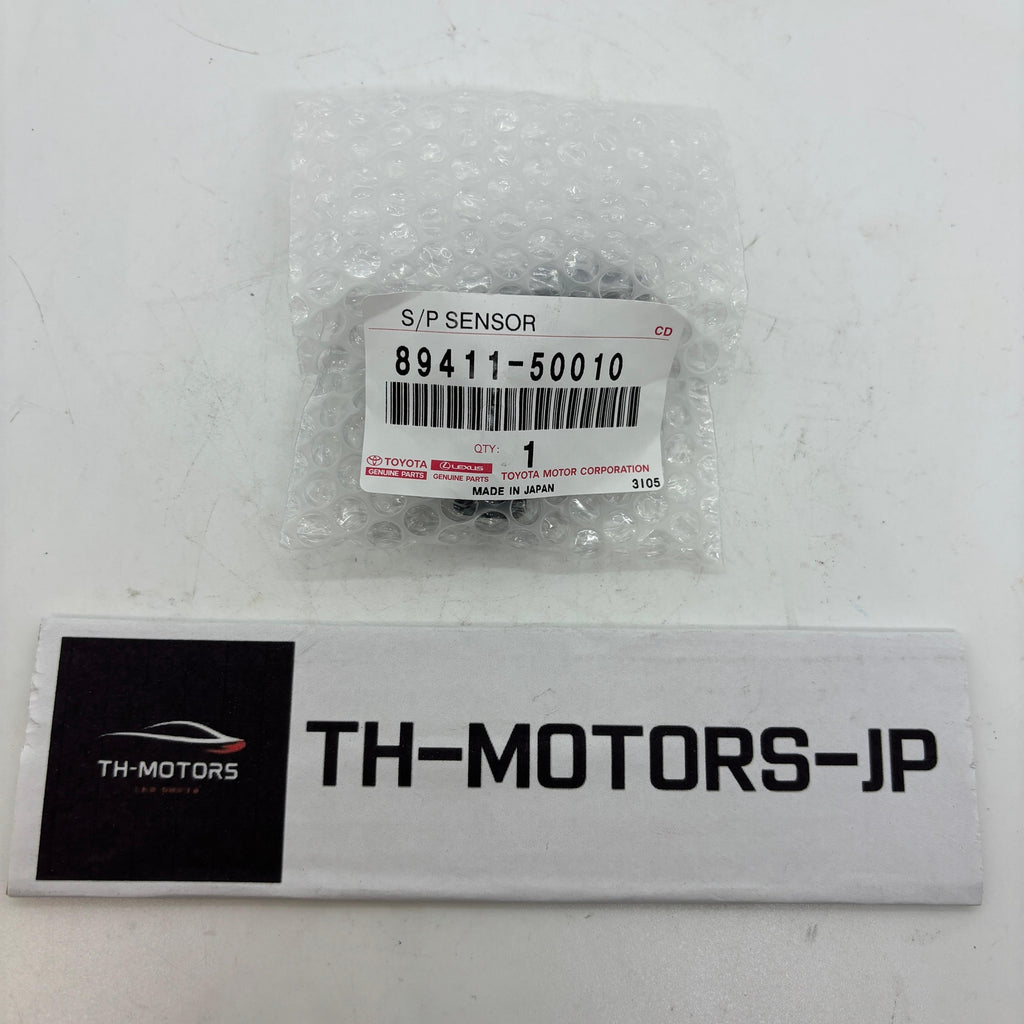 S/P SENSOR
CD
89411-50010
QTY: 1
TOYOTA LEXUS TOYOTA MOTOR CORPORATION
GENUINE PARTS GENUINE PARTS
MADE IN JAPAN
3105
TH-MOTORS-JP
TH-MOTORS